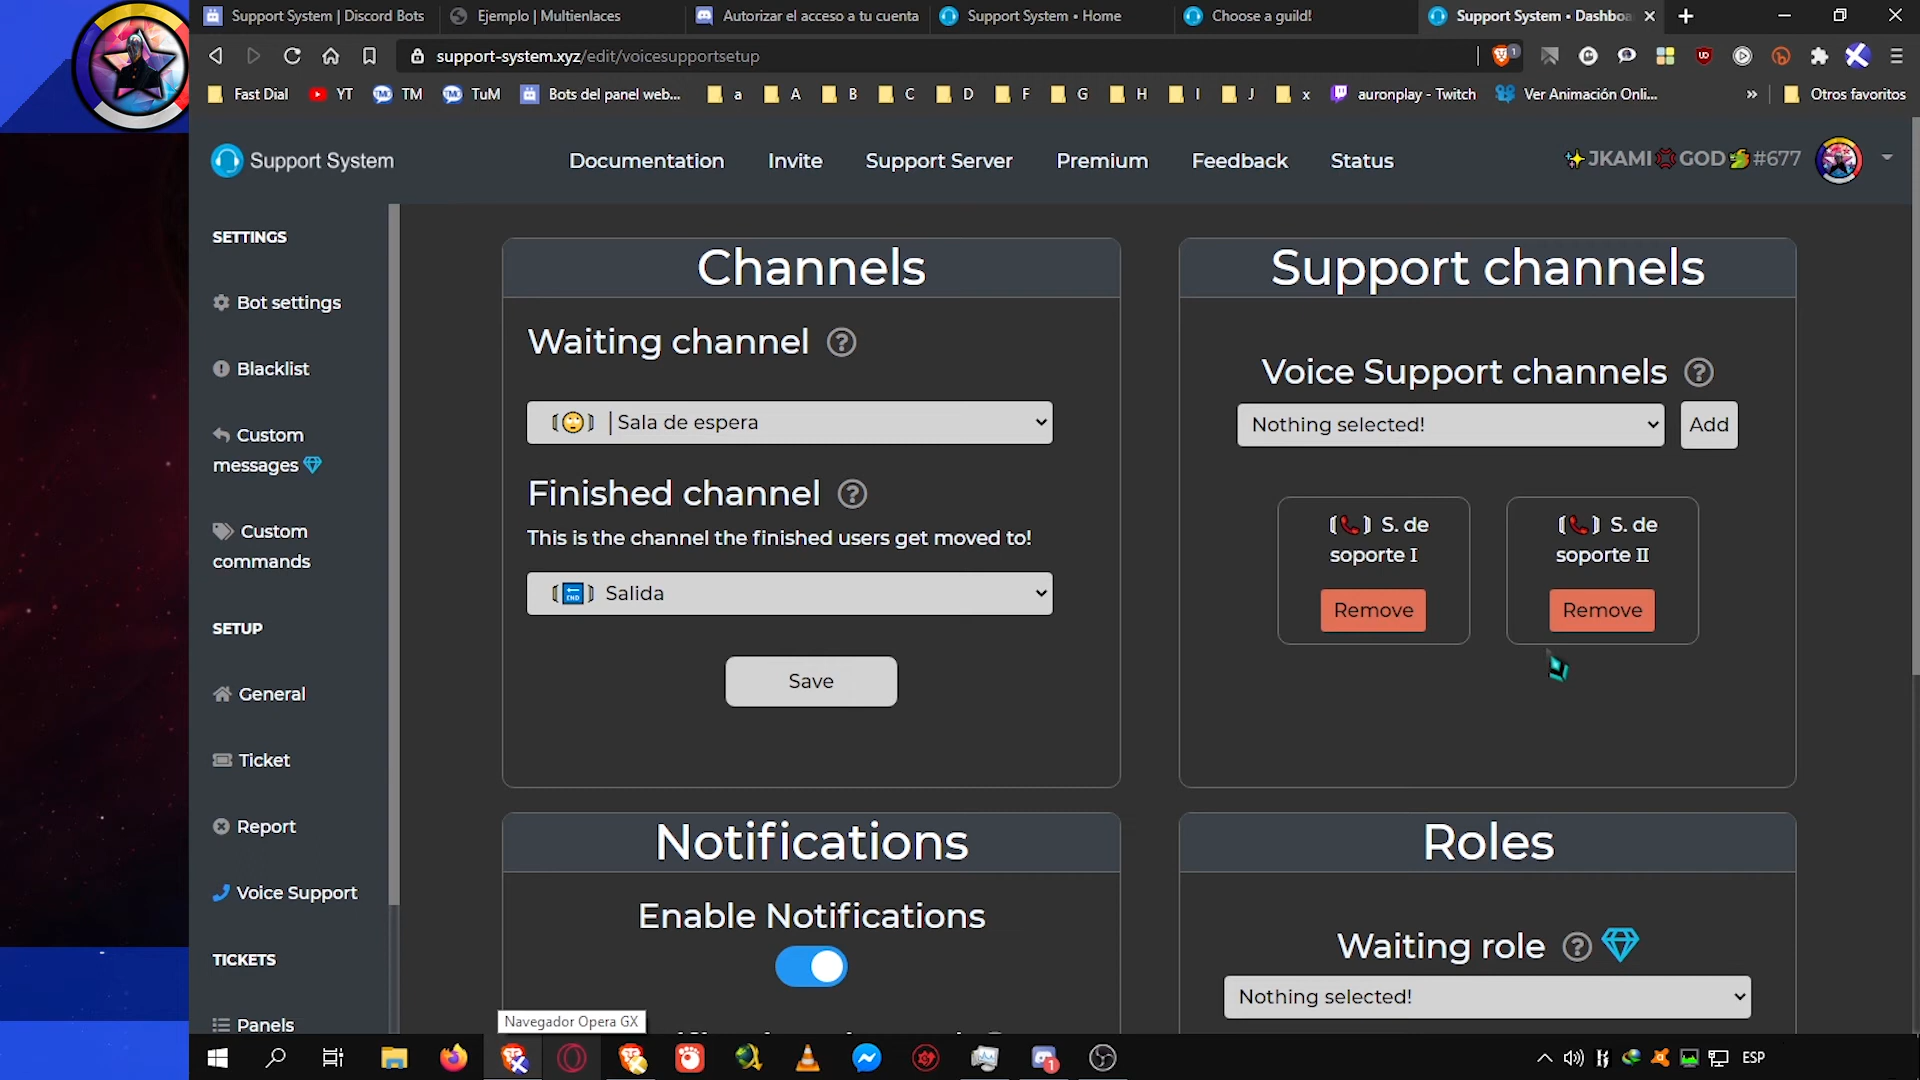 Support System | Discord Bots
Ejemplo | Multienlaces
Autorizar el acceso a tu cuenta
Support System • Home
Choose a guild!
Support System • Dashboa
support-system.xyz/edit/voicesupportsetup
Fast Dial
YT
TM
TuM
Bots del panel web...
a
A
B
C
D
F
G
H
I
J
x
auronplay - Twitch
Ver Animación Onli...
»
Otros favoritos
Support System
Documentation
Invite
Support Server
Premium
Feedback
Status
✨JKAMI💢GOD🐲#677
SETTINGS
Bot settings
Blacklist
Custom
messages
Custom
commands
SETUP
General
Ticket
Report
Voice Support
TICKETS
Panels
Channels
Waiting channel
⟦🙄⟧ | Sala de espera
Finished channel
This is the channel the finished users get moved to!
⟦🔚⟧ Salida
Save
Support channels
Voice Support channels
Nothing selected!
Add
⟦📞⟧ S. de
soporte I
Remove
⟦📞⟧ S. de
soporte II
Remove
Notifications
Enable Notifications
Roles
Waiting role
Nothing selected!
Navegador Opera GX
ESP